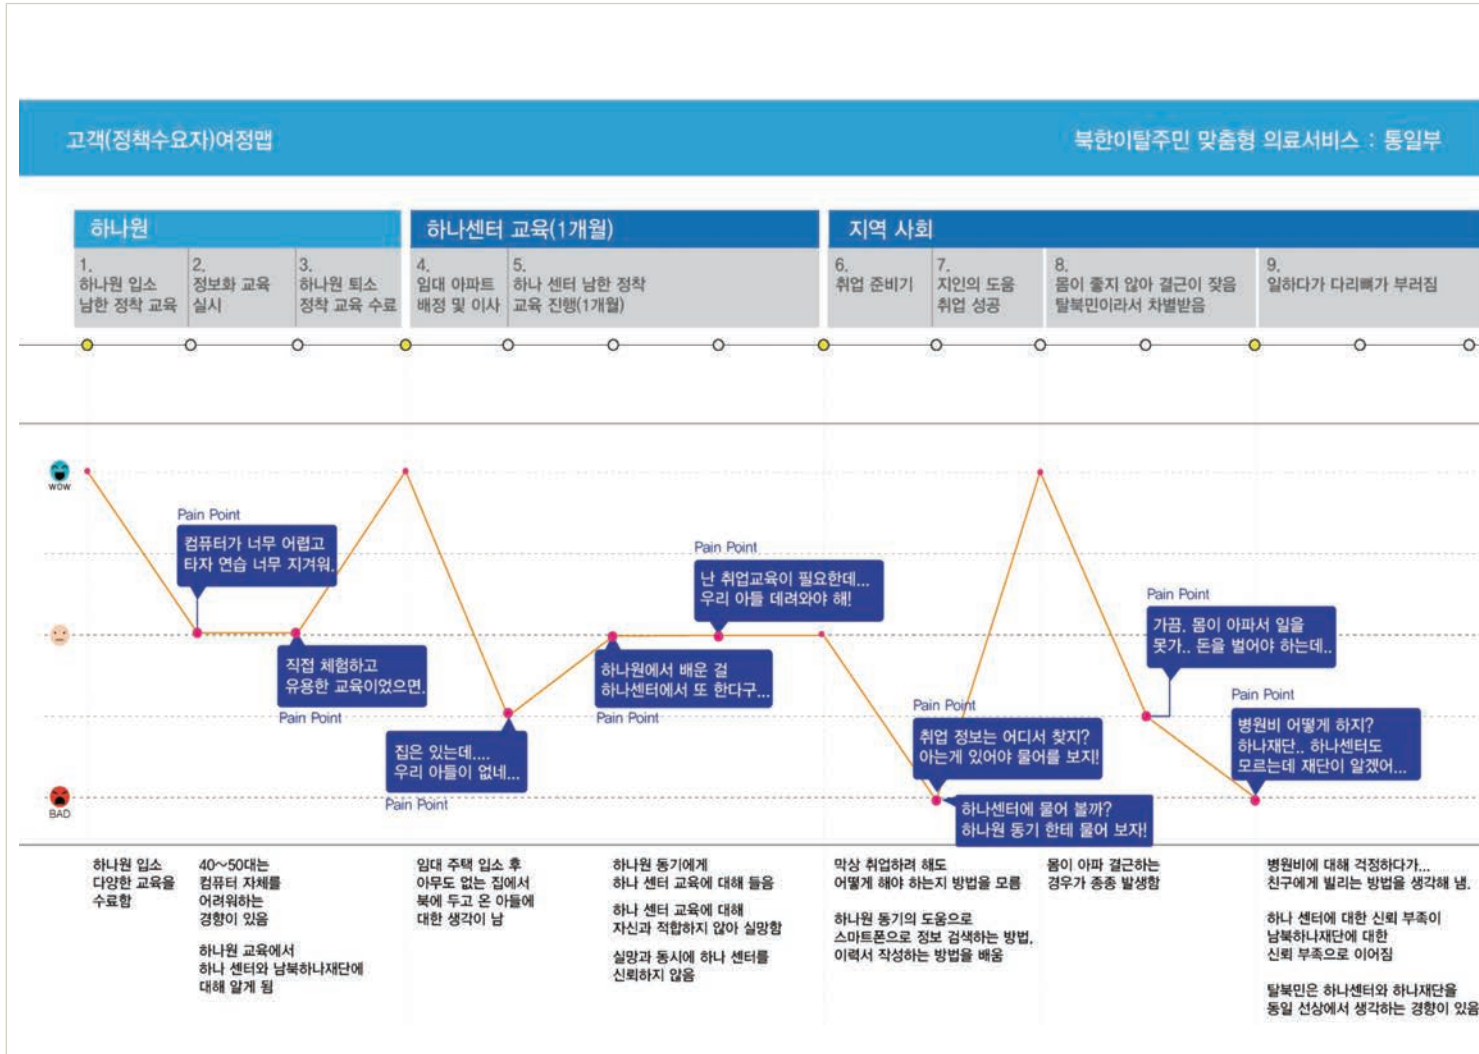 고객(정책수요자)여정맵
북한이탈주민 맞춤형 의료서비스 : 통일부
하나원
하나센터 교육(1개월)
지역 사회
1.
하나원 입소
남한 정착 교육
2.
정보화 교육
실시
3.
하나원 퇴소
정착 교육 수료
4.
임대 아파트
배정 및 이사
5.
하나 센터 남한 정착
교육 진행(1개월)
6.
취업 준비기
7.
지인의 도움
취업 성공
8.
몸이 좋지 않아 결근이 잦음
탈북민이라서 차별받음
9.
일하다가 다리뼈가 부러짐
WOW
BAD
Pain Point
컴퓨터가 너무 어렵고
타자 연습 너무 지겨워.
직접 체험하고
유용한 교육이었으면.
Pain Point
집은 있는데....
우리 아들이 없네...
Pain Point
하나원에서 배운 걸
하나센터에서 또 한다구...
Pain Point
Pain Point
난 취업교육이 필요한데...
우리 아들 데려와야 해!
Pain Point
취업 정보는 어디서 찾지?
아는게 있어야 물어를 보지!
하나센터에 물어 볼까?
하나원 동기 한테 물어 보자!
Pain Point
가끔. 몸이 아파서 일을
못가.. 돈을 벌어야 하는데..
Pain Point
병원비 어떻게 하지?
하나재단.. 하나센터도
모르는데 재단이 알겠어...
하나원 입소
다양한 교육을
수료함
40~50대는
컴퓨터 자체를
어려워하는
경향이 있음
하나원 교육에서
하나 센터와 남북하나재단에
대해 알게 됨
임대 주택 입소 후
아무도 없는 집에서
북에 두고 온 아들에
대한 생각이 남
하나원 동기에게
하나 센터 교육에 대해 들음
하나 센터 교육에 대해
자신과 적합하지 않아 실망함
실망과 동시에 하나 센터를
신뢰하지 않음
막상 취업하려 해도
어떻게 해야 하는지 방법을 모름
하나원 동기의 도움으로
스마트폰으로 정보 검색하는 방법,
이력서 작성하는 방법을 배움
몸이 아파 결근하는
경우가 종종 발생함
병원비에 대해 걱정하다가...
친구에게 빌리는 방법을 생각해 냄.
하나 센터에 대한 신뢰 부족이
남북하나재단에 대한
신뢰 부족으로 이어짐
탈북민은 하나센터와 하나재단을
동일 선상에서 생각하는 경향이 있음